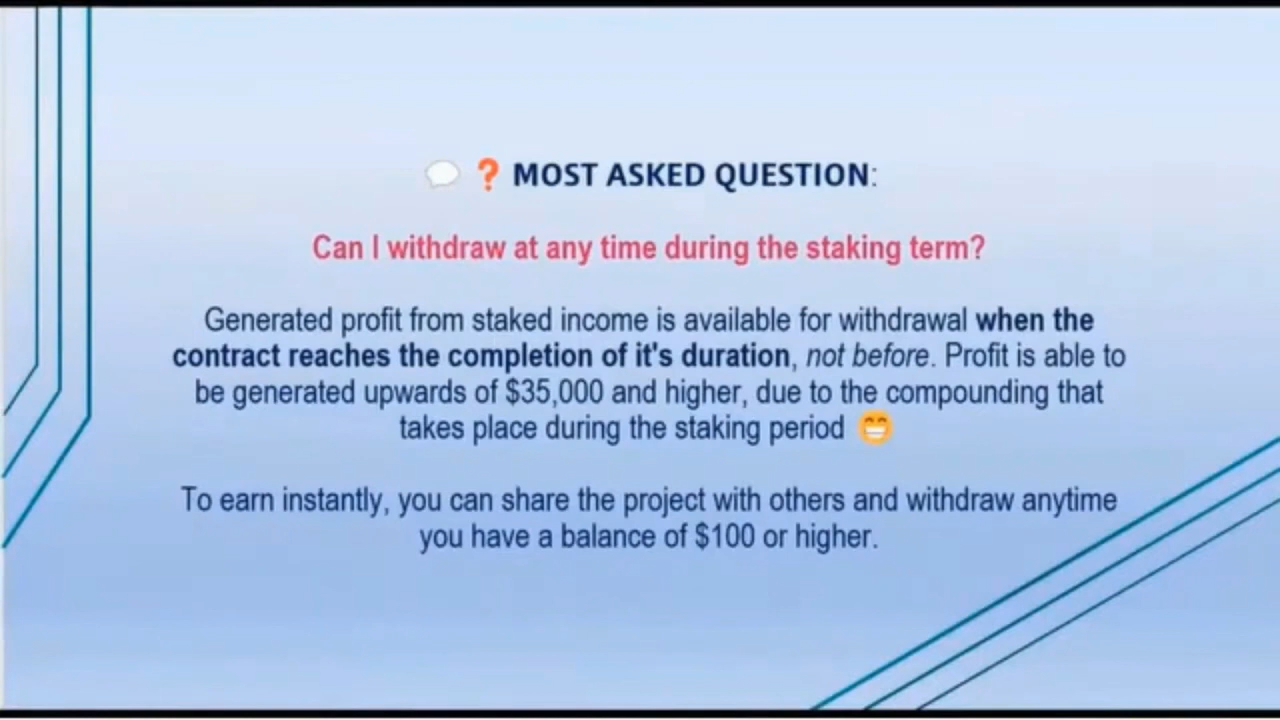 💬 ❓ MOST ASKED QUESTION:
Can I withdraw at any time during the staking term?
Generated profit from staked income is available for withdrawal when the
contract reaches the completion of it's duration, not before. Profit is able to
be generated upwards of $35,000 and higher, due to the compounding that
takes place during the staking period 😁
To earn instantly, you can share the project with others and withdraw anytime
you have a balance of $100 or higher.